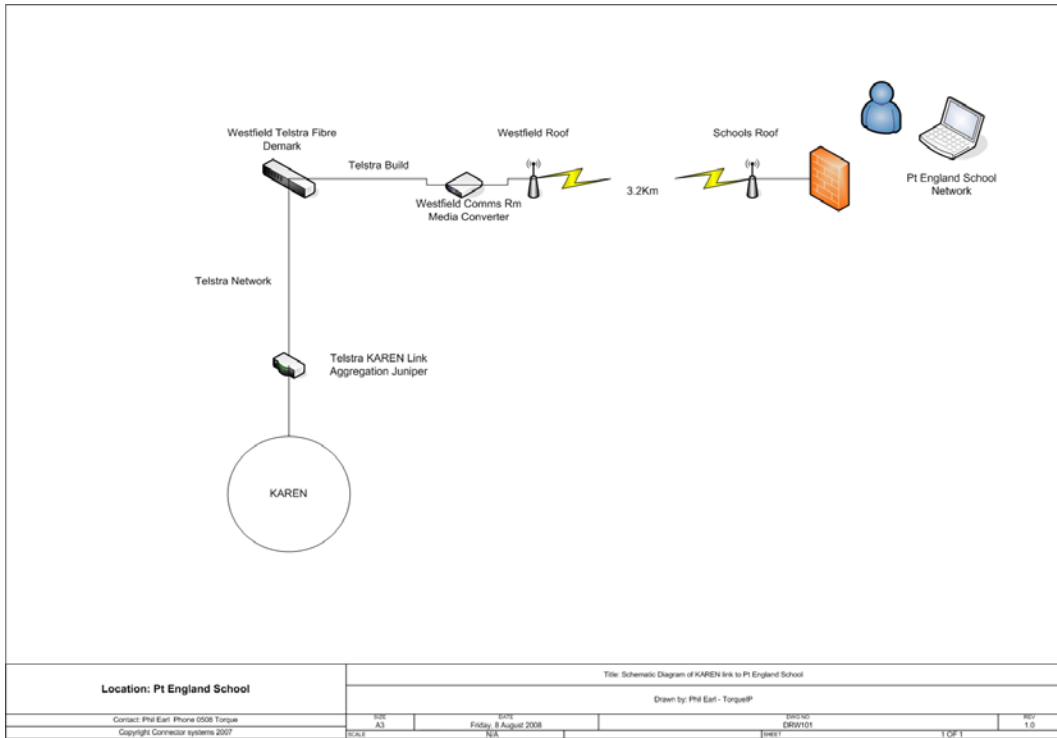 Westfield Telstra Fibre
Demark
Telstra Build
Westfield Comms Rm
Media Converter
Westfield Roof
3.2Km
Schools Roof
Pt England School
Network
Telstra Network
Telstra KAREN Link
Aggregation Juniper
KAREN
Location: Pt England School
Contact: Phil Earl Phone 0508 Torque
Copyright Connector systems 2007
Title: Schematic Diagram of KAREN link to Pt England School
Drawn by: Phil Earl - TorqueIP
SIZE
A3
DATE
Friday, 8 August 2008
DWG NO
DRW101
REV
1.0
SCALE
N/A
SHEET
1 OF 1